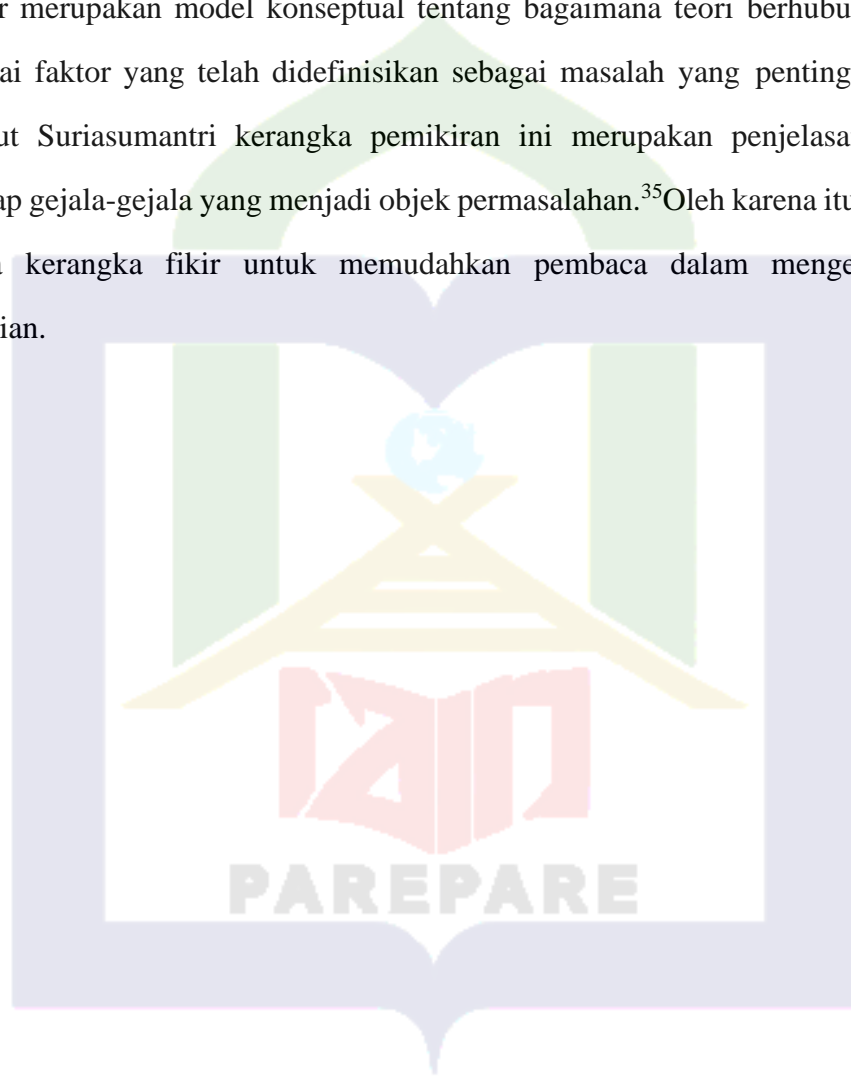 r merupakan model konseptual tentang bagaimana teori berhubu
ai faktor yang telah didefinisikan sebagai masalah yang penting
ut Suriasumantri kerangka pemikiran ini merupakan penjelasa
ap gejala-gejala yang menjadi objek permasalahan.³⁵Oleh karena itu
kerangka fikir untuk memudahkan pembaca dalam menge
ian.
iain
PAREPARE